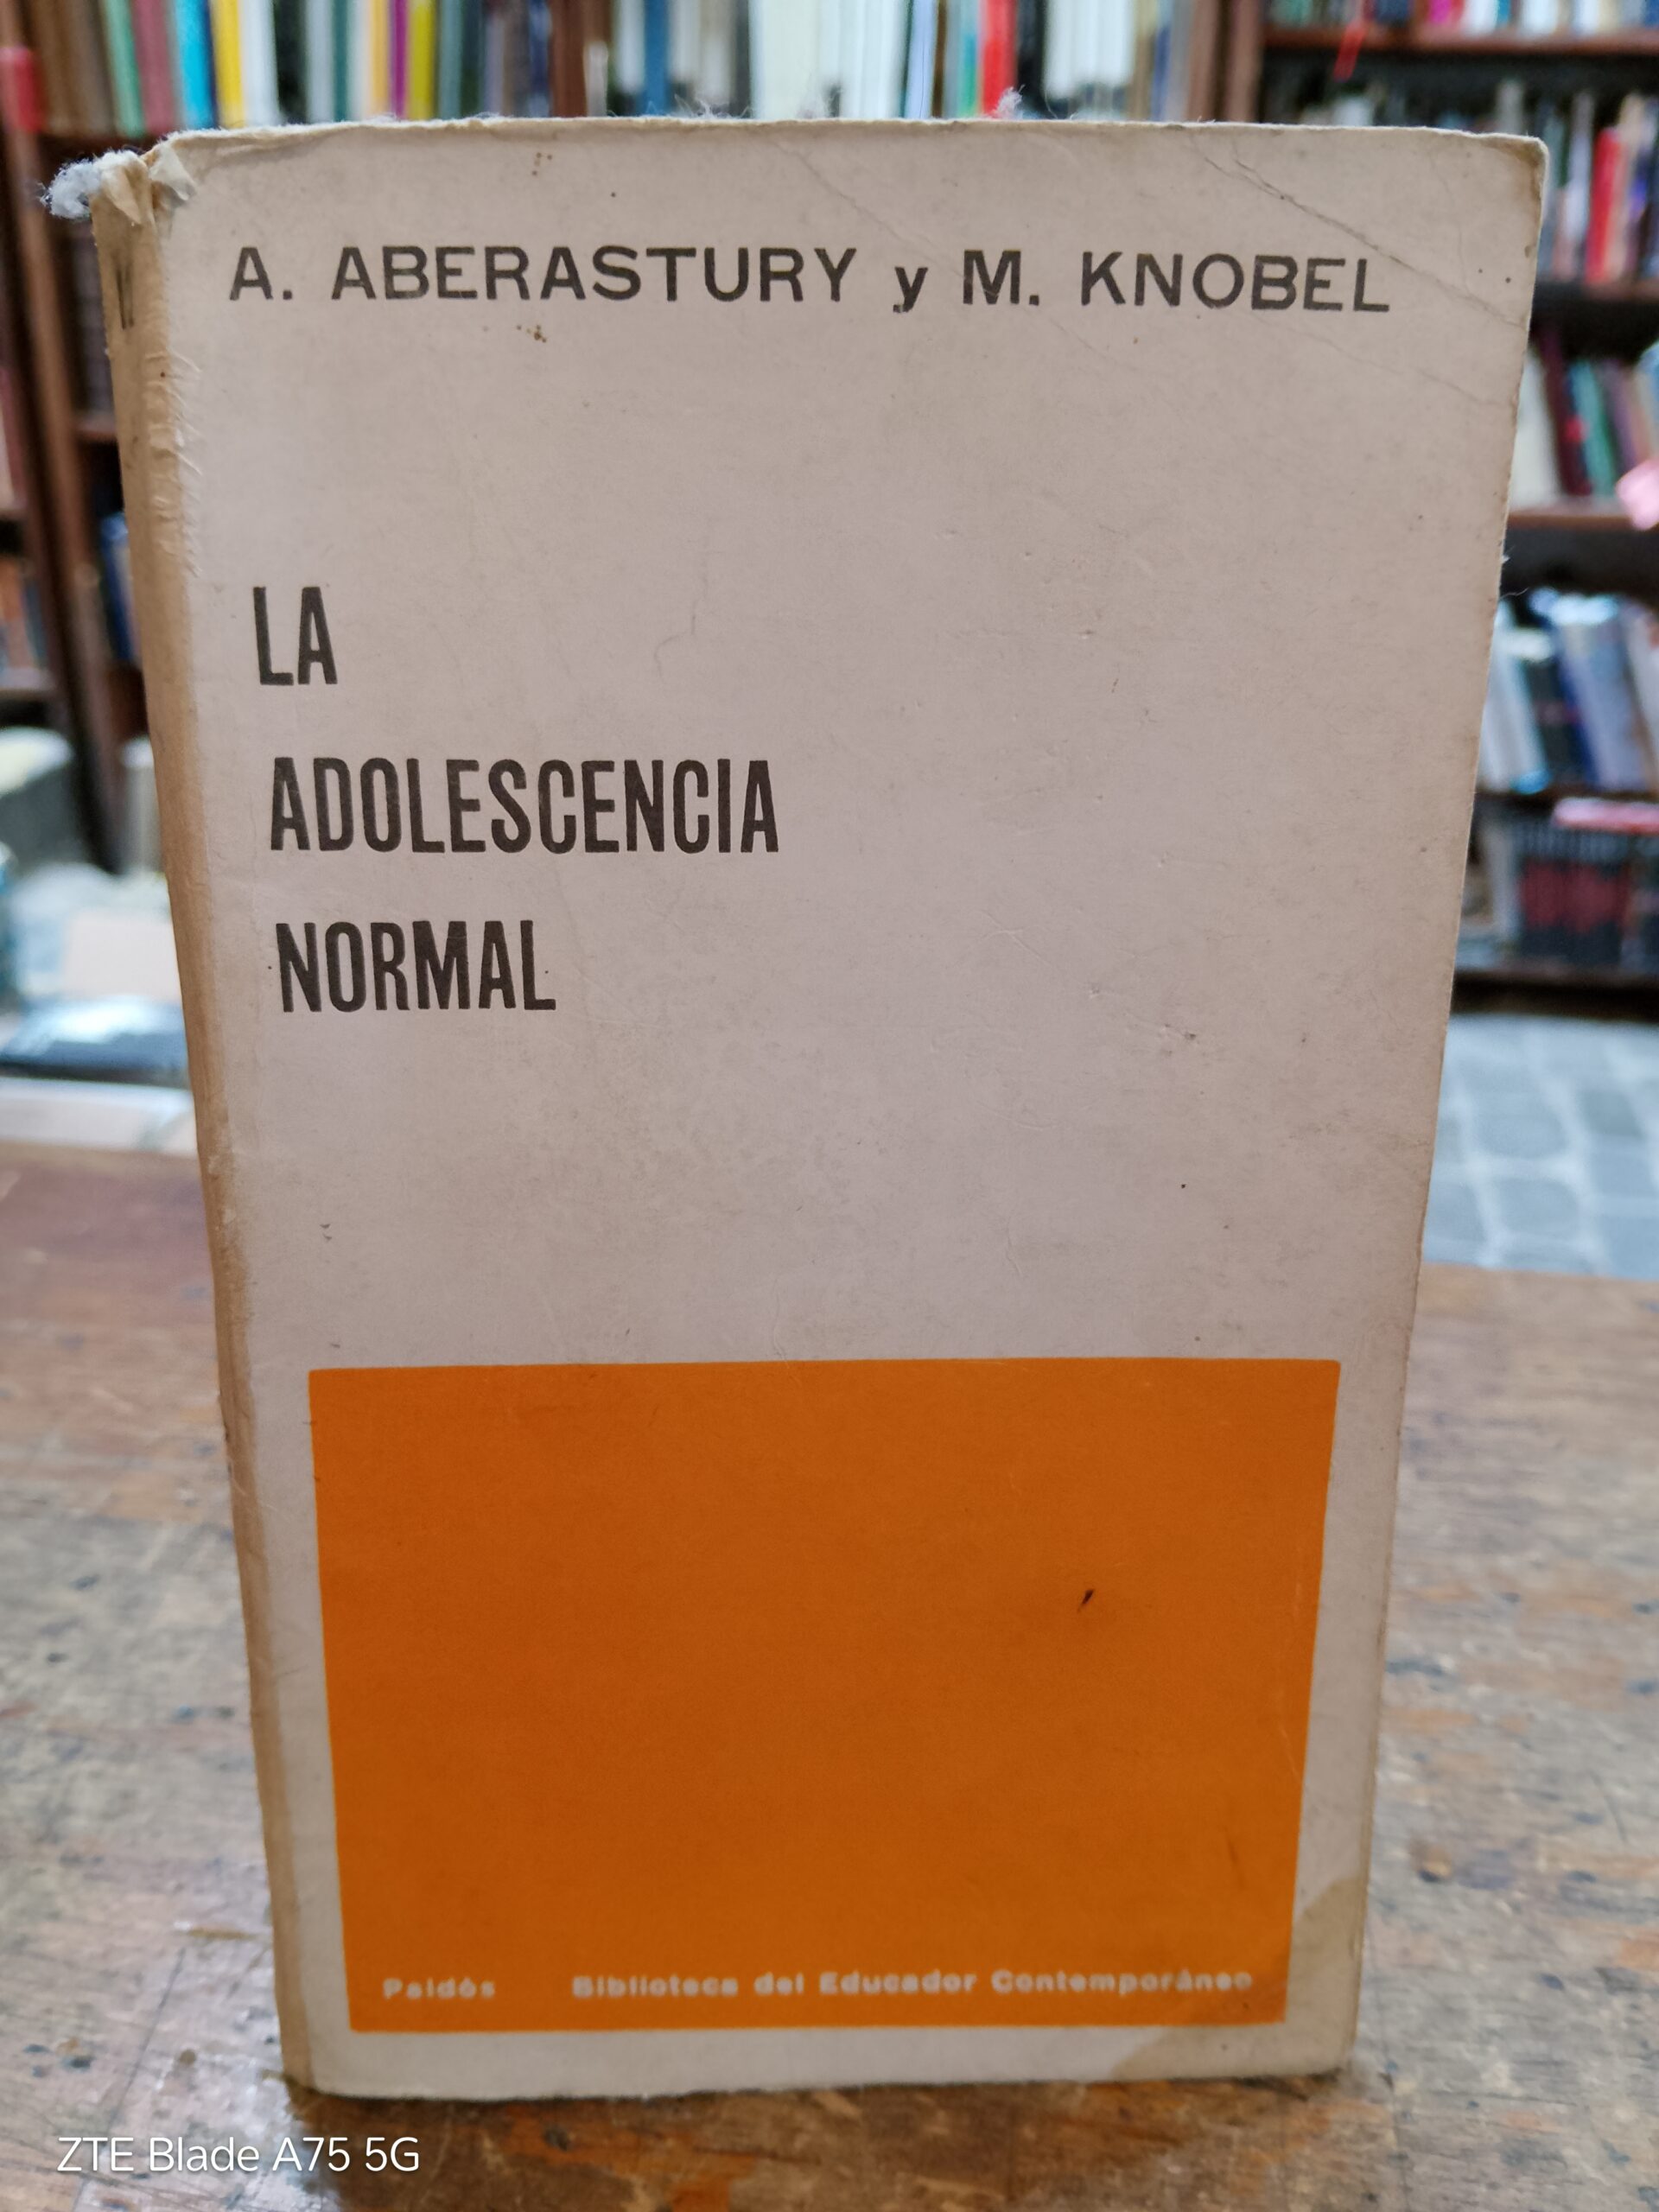 A. ABERASTURY y M. KNOBEL
LA
ADOLESCENCIA
NORMAL
Paidós Biblioteca del Educador Contemporáneo
ZTE Blade A75 5G